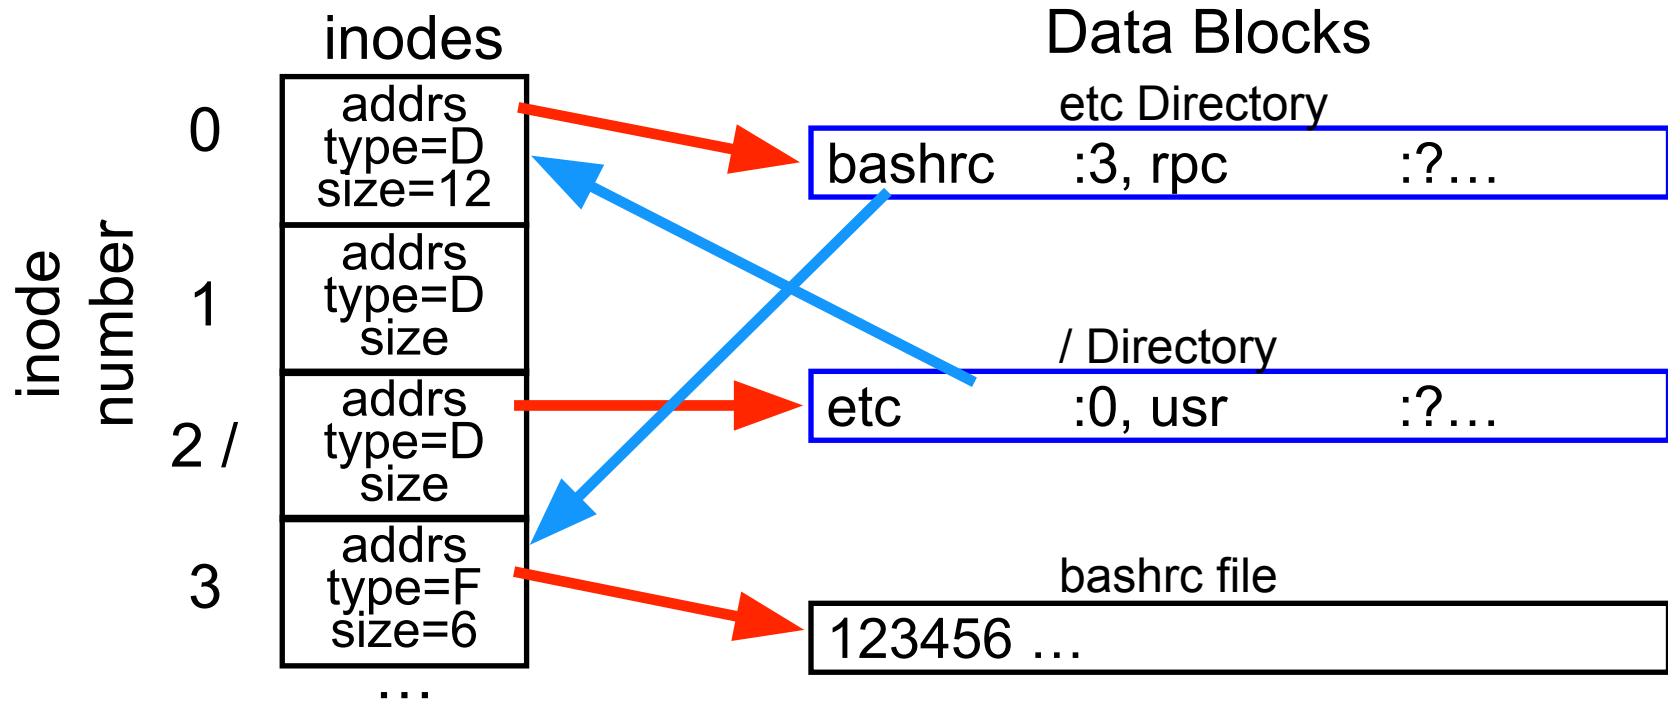 inodes
Data Blocks
inode
number
0
addrs
type=D
size=12
etc Directory
bashrc :3, rpc :?…
1
addrs
type=D
size
/ Directory
2 /
addrs
type=D
size
etc :0, usr :?…
3
addrs
type=F
size=6
bashrc file
123456 …
…